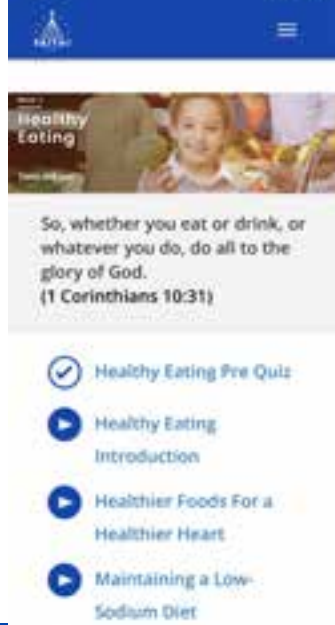 FAITH!
Healthy
Eating
So, whether you eat or drink, or
whatever you do, do all to the
glory of God.
(1 Corinthians 10:31)
Healthy Eating Pre Quiz
Healthy Eating
Introduction
Healthier Foods For a
Healthier Heart
Maintaining a Low-
Sodium Diet